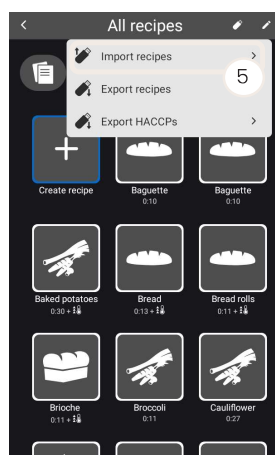 All recipes
Import recipes
5
Export recipes
Export HACCPs
Create recipe
Baguette
0:10
Baguette
0:10
Baked potatoes
0:30 +
Bread
0:13 +
Bread rolls
0:11 +
Brioche
0:11 +
Broccoli
0:11
Cauliflower
0:27